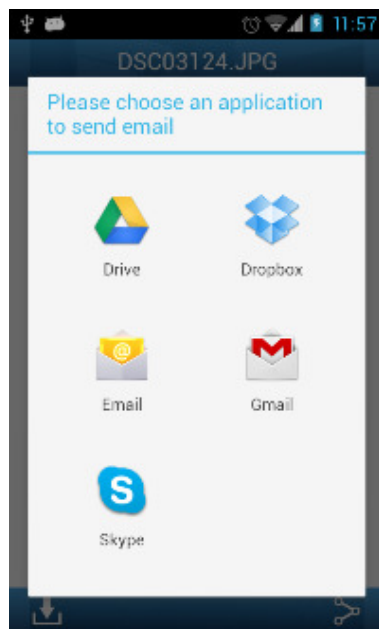 11:57
DSC03124.JPG
Please choose an application
to send email
Drive
Dropbox
Email
Gmail
Skype